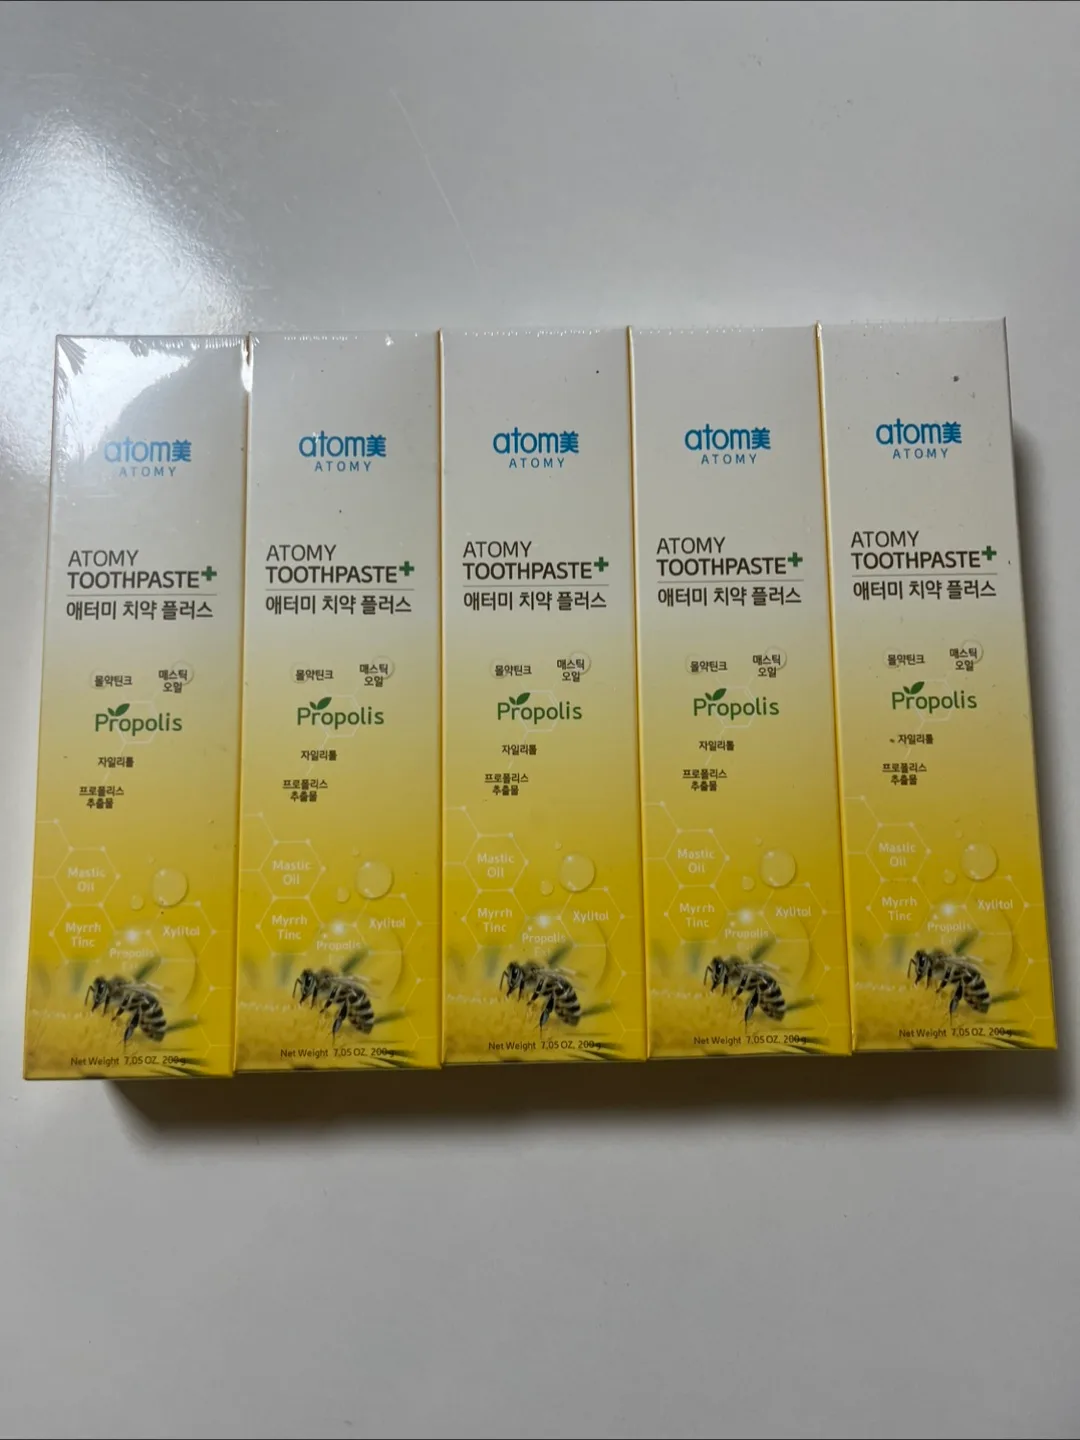 atom美
ATOMY
ATOMY
TOOTHPASTE+
애터미 치약 플러스
몰약틴크
매스틱
오일
Propolis
자일리톨
프로폴리스
추출물
Mastic
Oil
Myrrh
Tinc
Xylitol
Propolis
Net Weight 7.05 OZ. 200g
atom美
ATOMY
ATOMY
TOOTHPASTE+
애터미 치약 플러스
몰약틴크
매스틱
오일
Propolis
자일리톨
프로폴리스
추출물
Mastic
Oil
Myrrh
Tinc
Xylitol
Propolis
Net Weight 7.05 OZ. 200g
atom美
ATOMY
ATOMY
TOOTHPASTE+
애터미 치약 플러스
몰약틴크
매스틱
오일
Propolis
자일리톨
프로폴리스
추출물
Mastic
Oil
Myrrh
Tinc
Xylitol
Propolis
Net Weight 7.05 OZ. 200g
atom美
ATOMY
ATOMY
TOOTHPASTE+
애터미 치약 플러스
몰약틴크
매스틱
오일
Propolis
자일리톨
프로폴리스
추출물
Mastic
Oil
Myrrh
Tinc
Xylitol
Propolis
Net Weight 7.05 OZ. 200g
atom美
ATOMY
ATOMY
TOOTHPASTE+
애터미 치약 플러스
몰약틴크
매스틱
오일
Propolis
자일리톨
프로폴리스
추출물
Mastic
Oil
Myrrh
Tinc
Xylitol
Propolis
Net Weight 7.05 OZ. 200g